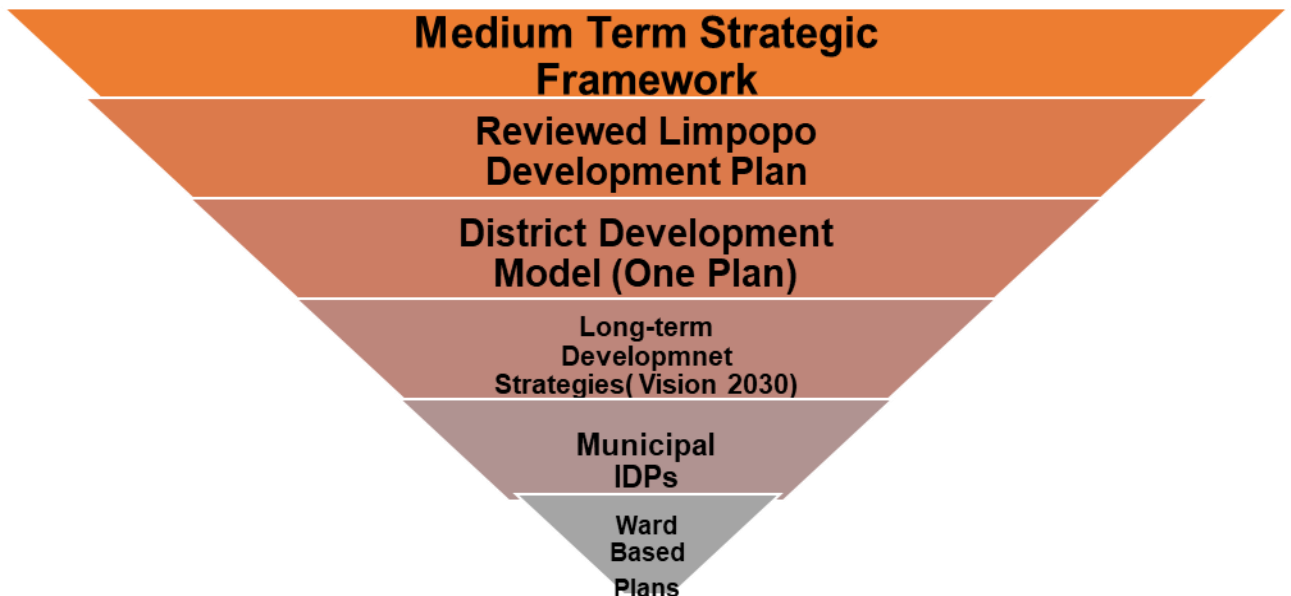 Medium Term Strategic
Framework
Reviewed Limpopo
Development Plan
District Development
Model (One Plan)
Long-term
Developmnet
Strategies( Vision 2030)
Municipal
IDPs
Ward
Based
Plans